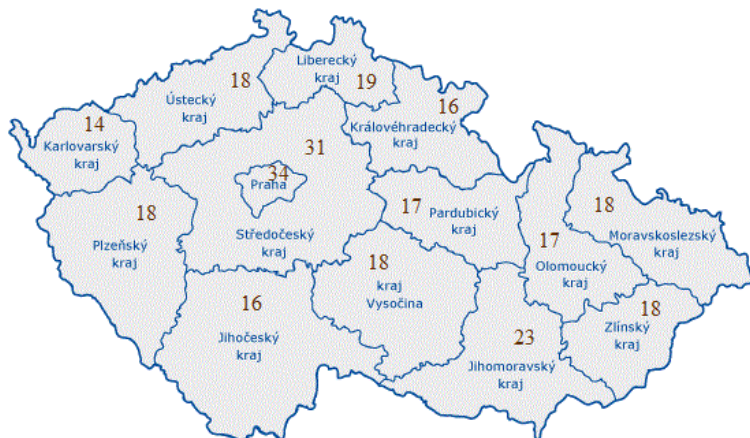 Liberecký
kraj
19
18
Ústecký
kraj
16
Královéhradecký
kraj
14
Karlovarský
kraj
31
34
Praha
Středočeský
kraj
18
Plzeňský
kraj
17
Pardubický
kraj
18
Moravskoslezský
kraj
17
Olomoucký
kraj
18
kraj
Vysočina
16
Jihočeský
kraj
23
Jihomoravský
kraj
18
Zlínský
kraj